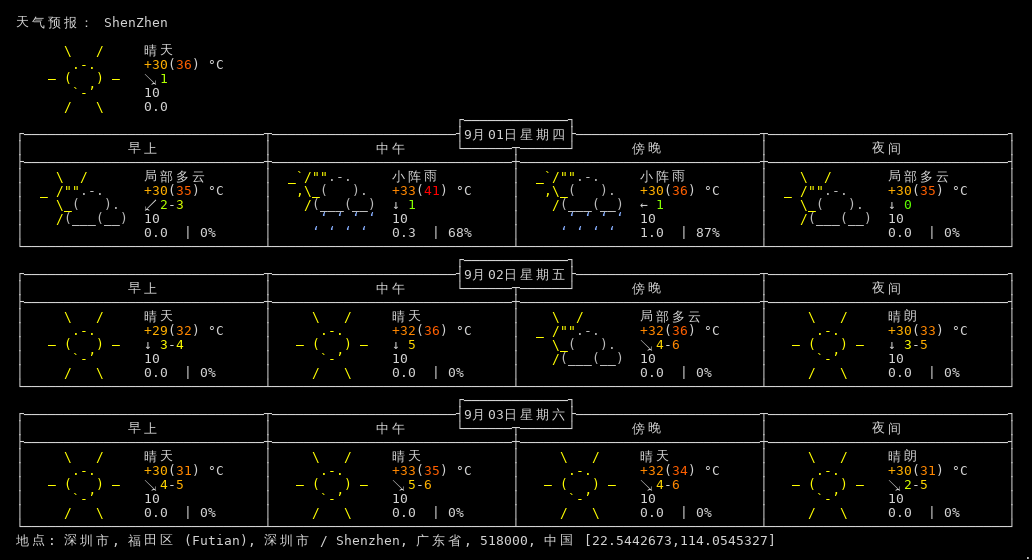 天气预报： ShenZhen
晴天
+30(36) °C
↘ 1
10
0.0
9月01日星期四
早上 中午 傍晚 夜间
局部多云 小阵雨 小阵雨 局部多云
+30(35) °C +33(41) °C +30(36) °C +30(35) °C
↙ 2-3 ↓ 1 ← 1 ↓ 0
10 10 10 10
0.0 | 0% 0.3 | 68% 1.0 | 87% 0.0 | 0%
9月02日星期五
早上 中午 傍晚 夜间
晴天 晴天 局部多云 晴朗
+29(32) °C +32(36) °C +32(36) °C +30(33) °C
↓ 3-4 ↓ 5 ↘ 4-6 ↓ 3-5
10 10 10 10
0.0 | 0% 0.0 | 0% 0.0 | 0% 0.0 | 0%
9月03日星期六
早上 中午 傍晚 夜间
晴天 晴天 晴天 晴朗
+30(31) °C +33(35) °C +32(34) °C +30(31) °C
↘ 4-5 ↘ 5-6 ↘ 4-6 ↘ 2-5
10 10 10 10
0.0 | 0% 0.0 | 0% 0.0 | 0% 0.0 | 0%
地点: 深圳市, 福田区 (Futian), 深圳市 / Shenzhen, 广东省, 518000, 中国 [22.5442673,114.0545327]